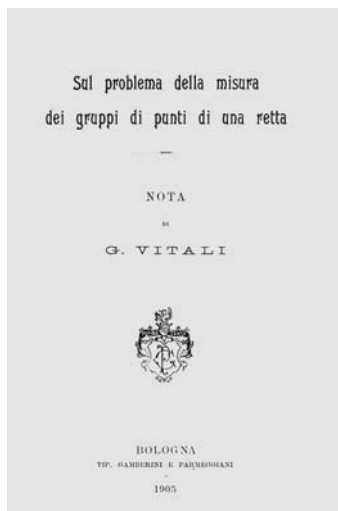 Sul problema della misura
dei gruppi di punti di una retta
NOTA
DI
G. VITALI
BOLOGNA
TIP. GAMBERINI E PARMEGGIANI
1905